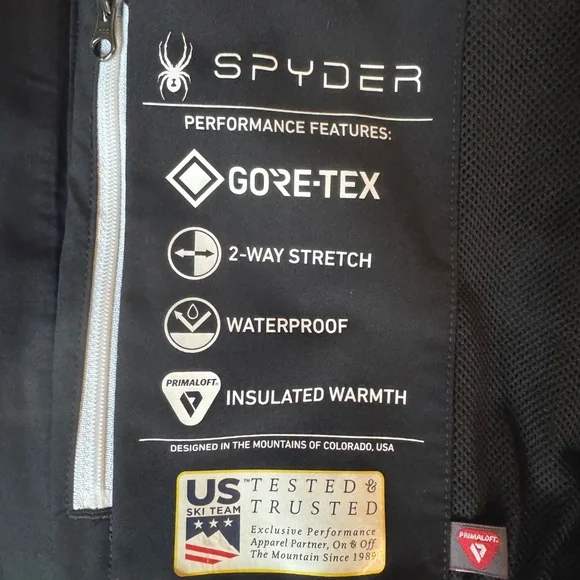 SPYDER
PERFORMANCE FEATURES:
GORE-TEX
2-WAY STRETCH
WATERPROOF
PRIMALOFT®
INSULATED WARMTH
DESIGNED IN THE MOUNTAINS OF COLORADO, USA
US™
SKI TEAM
TESTED &
TRUSTED
Exclusive Performance
Apparel Partner, On & Off
The Mountain Since 1989
PRIMALOFT®